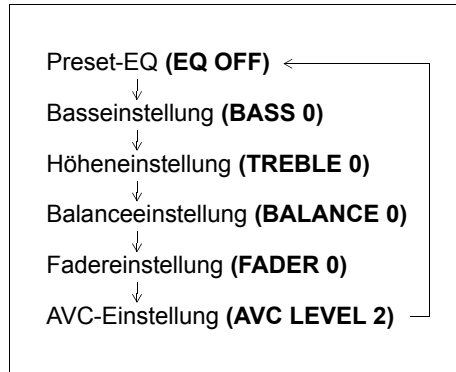 Preset-EQ (EQ OFF)
Basseinstellung (BASS 0)
Höheneinstellung (TREBLE 0)
Balanceeinstellung (BALANCE 0)
Fadereinstellung (FADER 0)
AVC-Einstellung (AVC LEVEL 2)